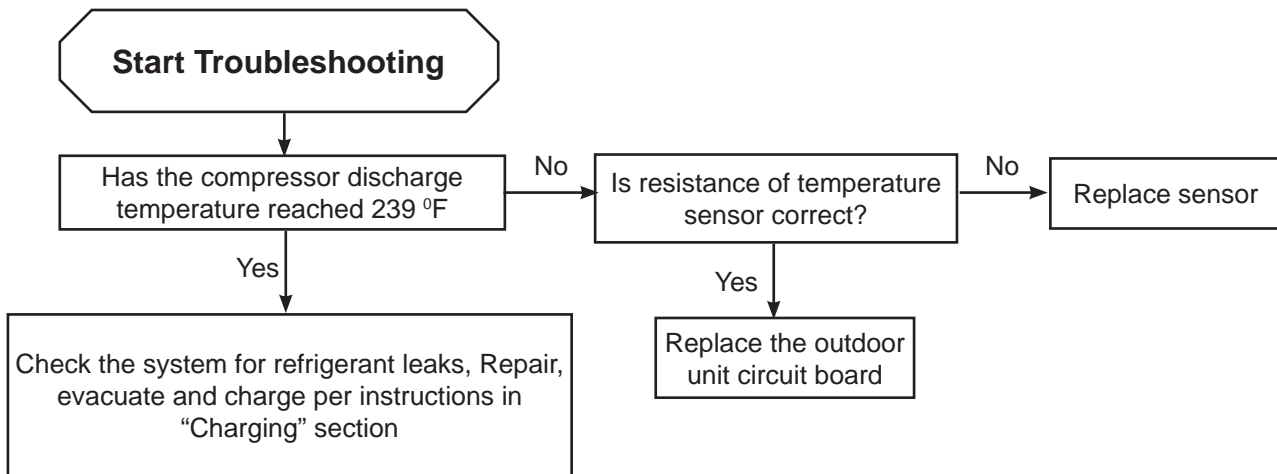 Start Troubleshooting
Has the compressor discharge
temperature reached 239 ⁰F
No
Is resistance of temperature
sensor correct?
No
Replace sensor
Yes
Yes
Check the system for refrigerant leaks, Repair,
evacuate and charge per instructions in
“Charging” section
Replace the outdoor
unit circuit board